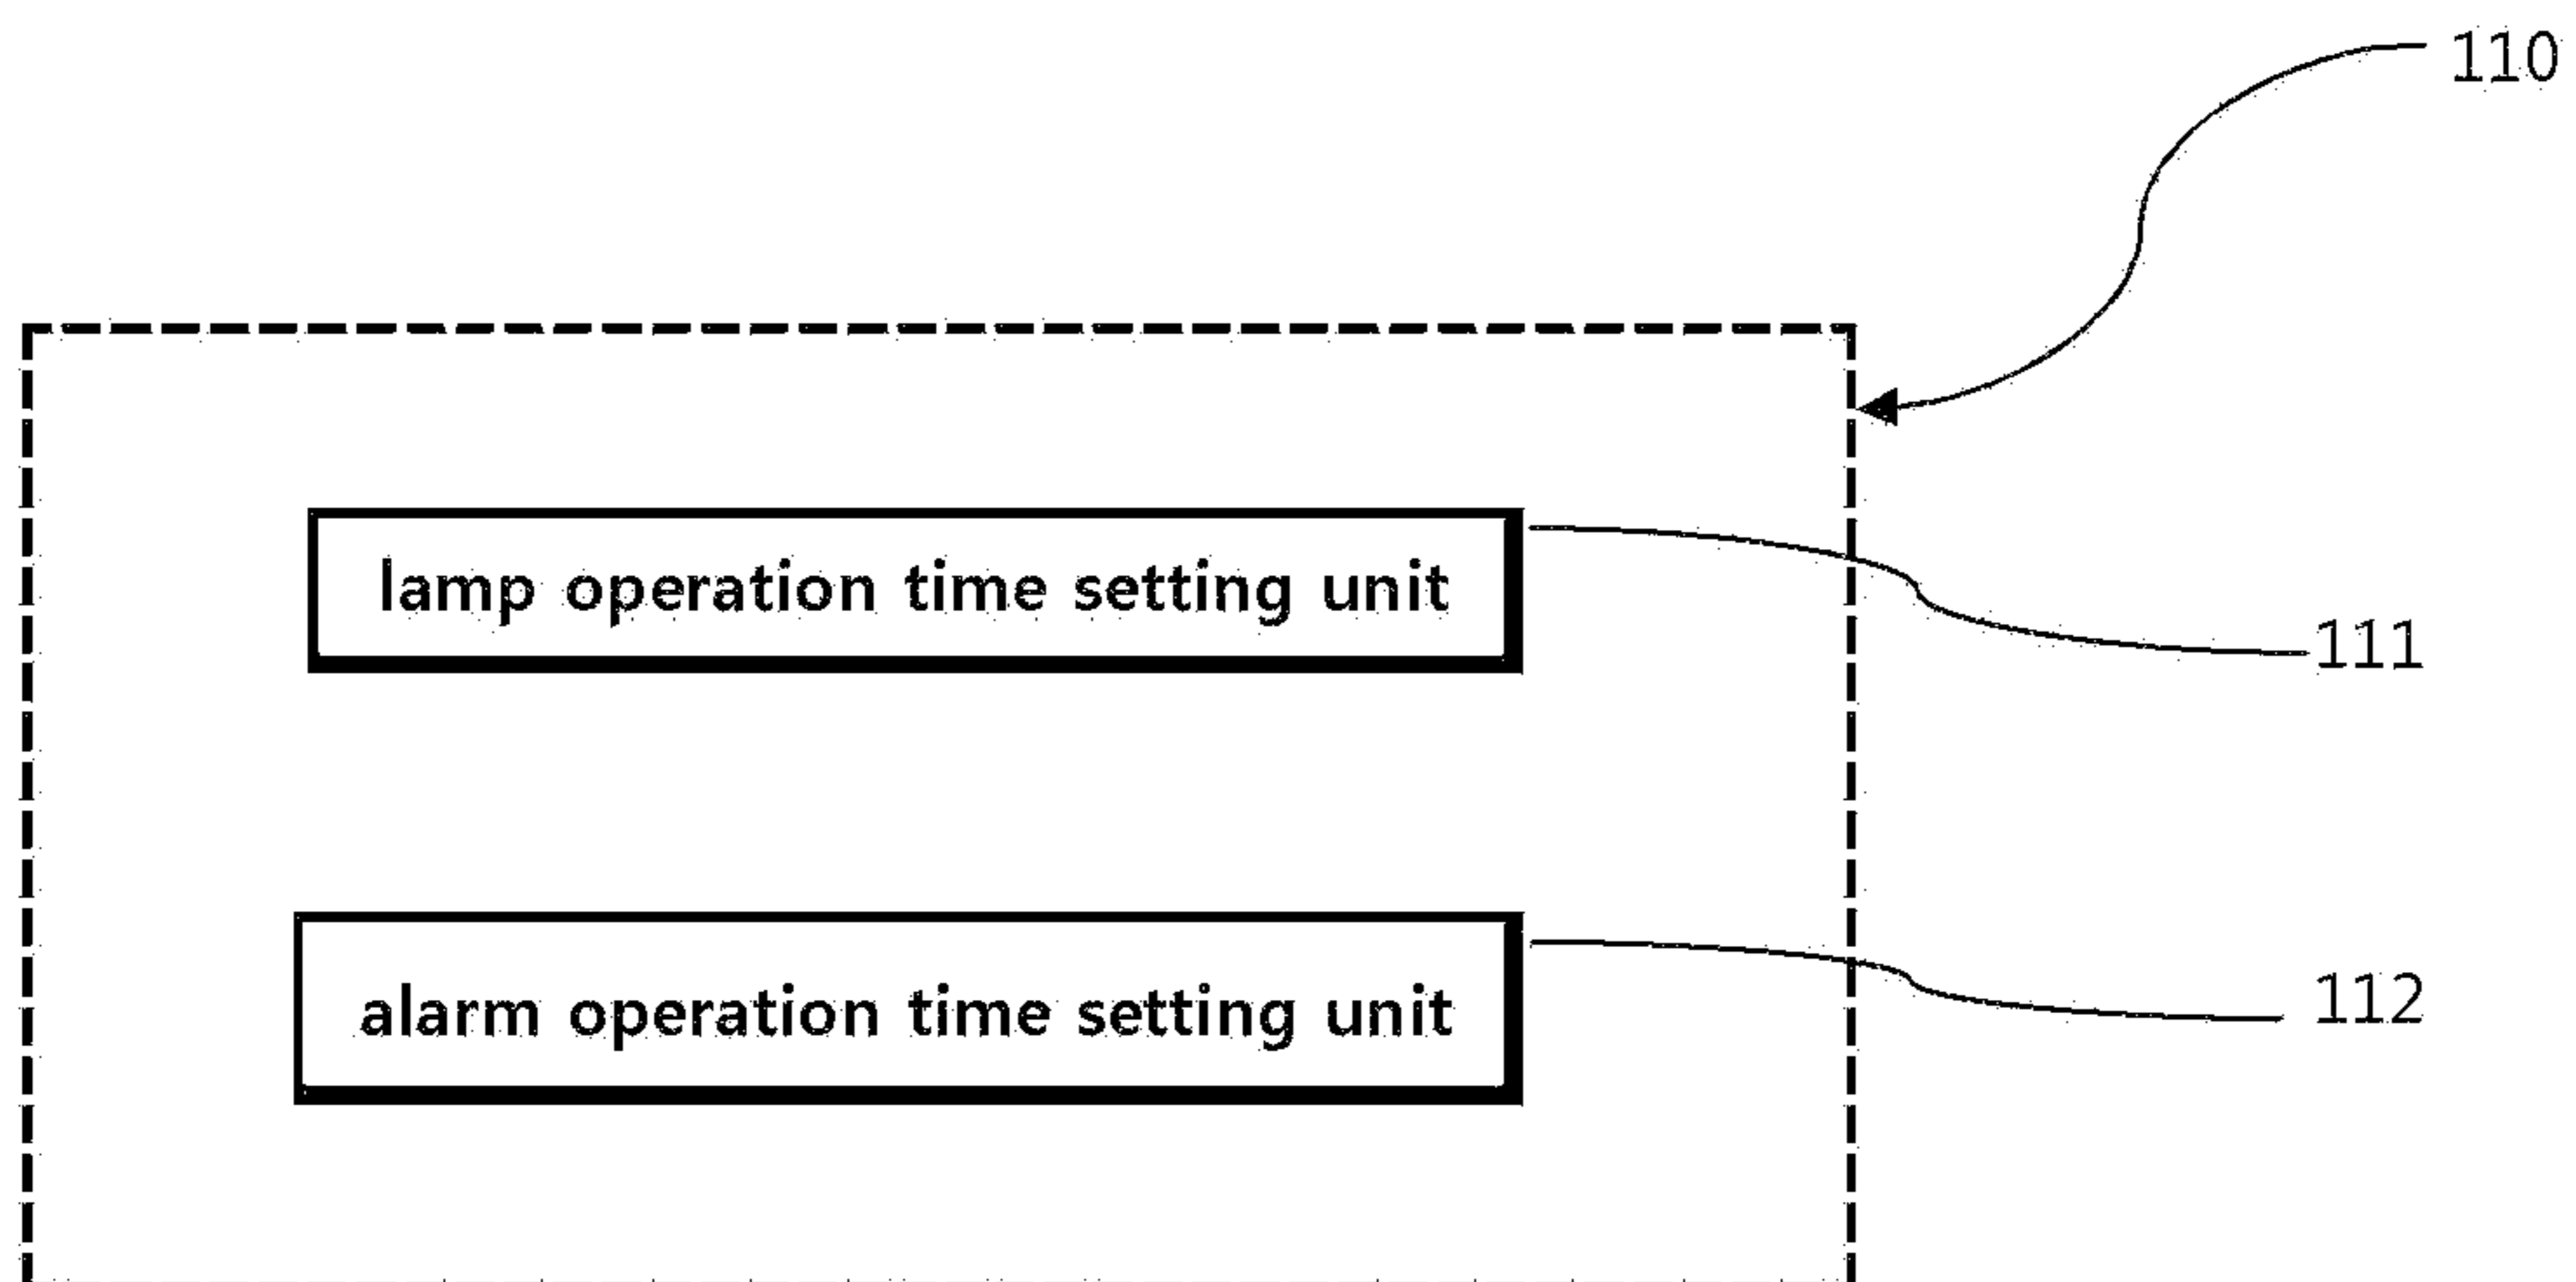 110
lamp operation time setting unit
111
alarm operation time setting unit
112